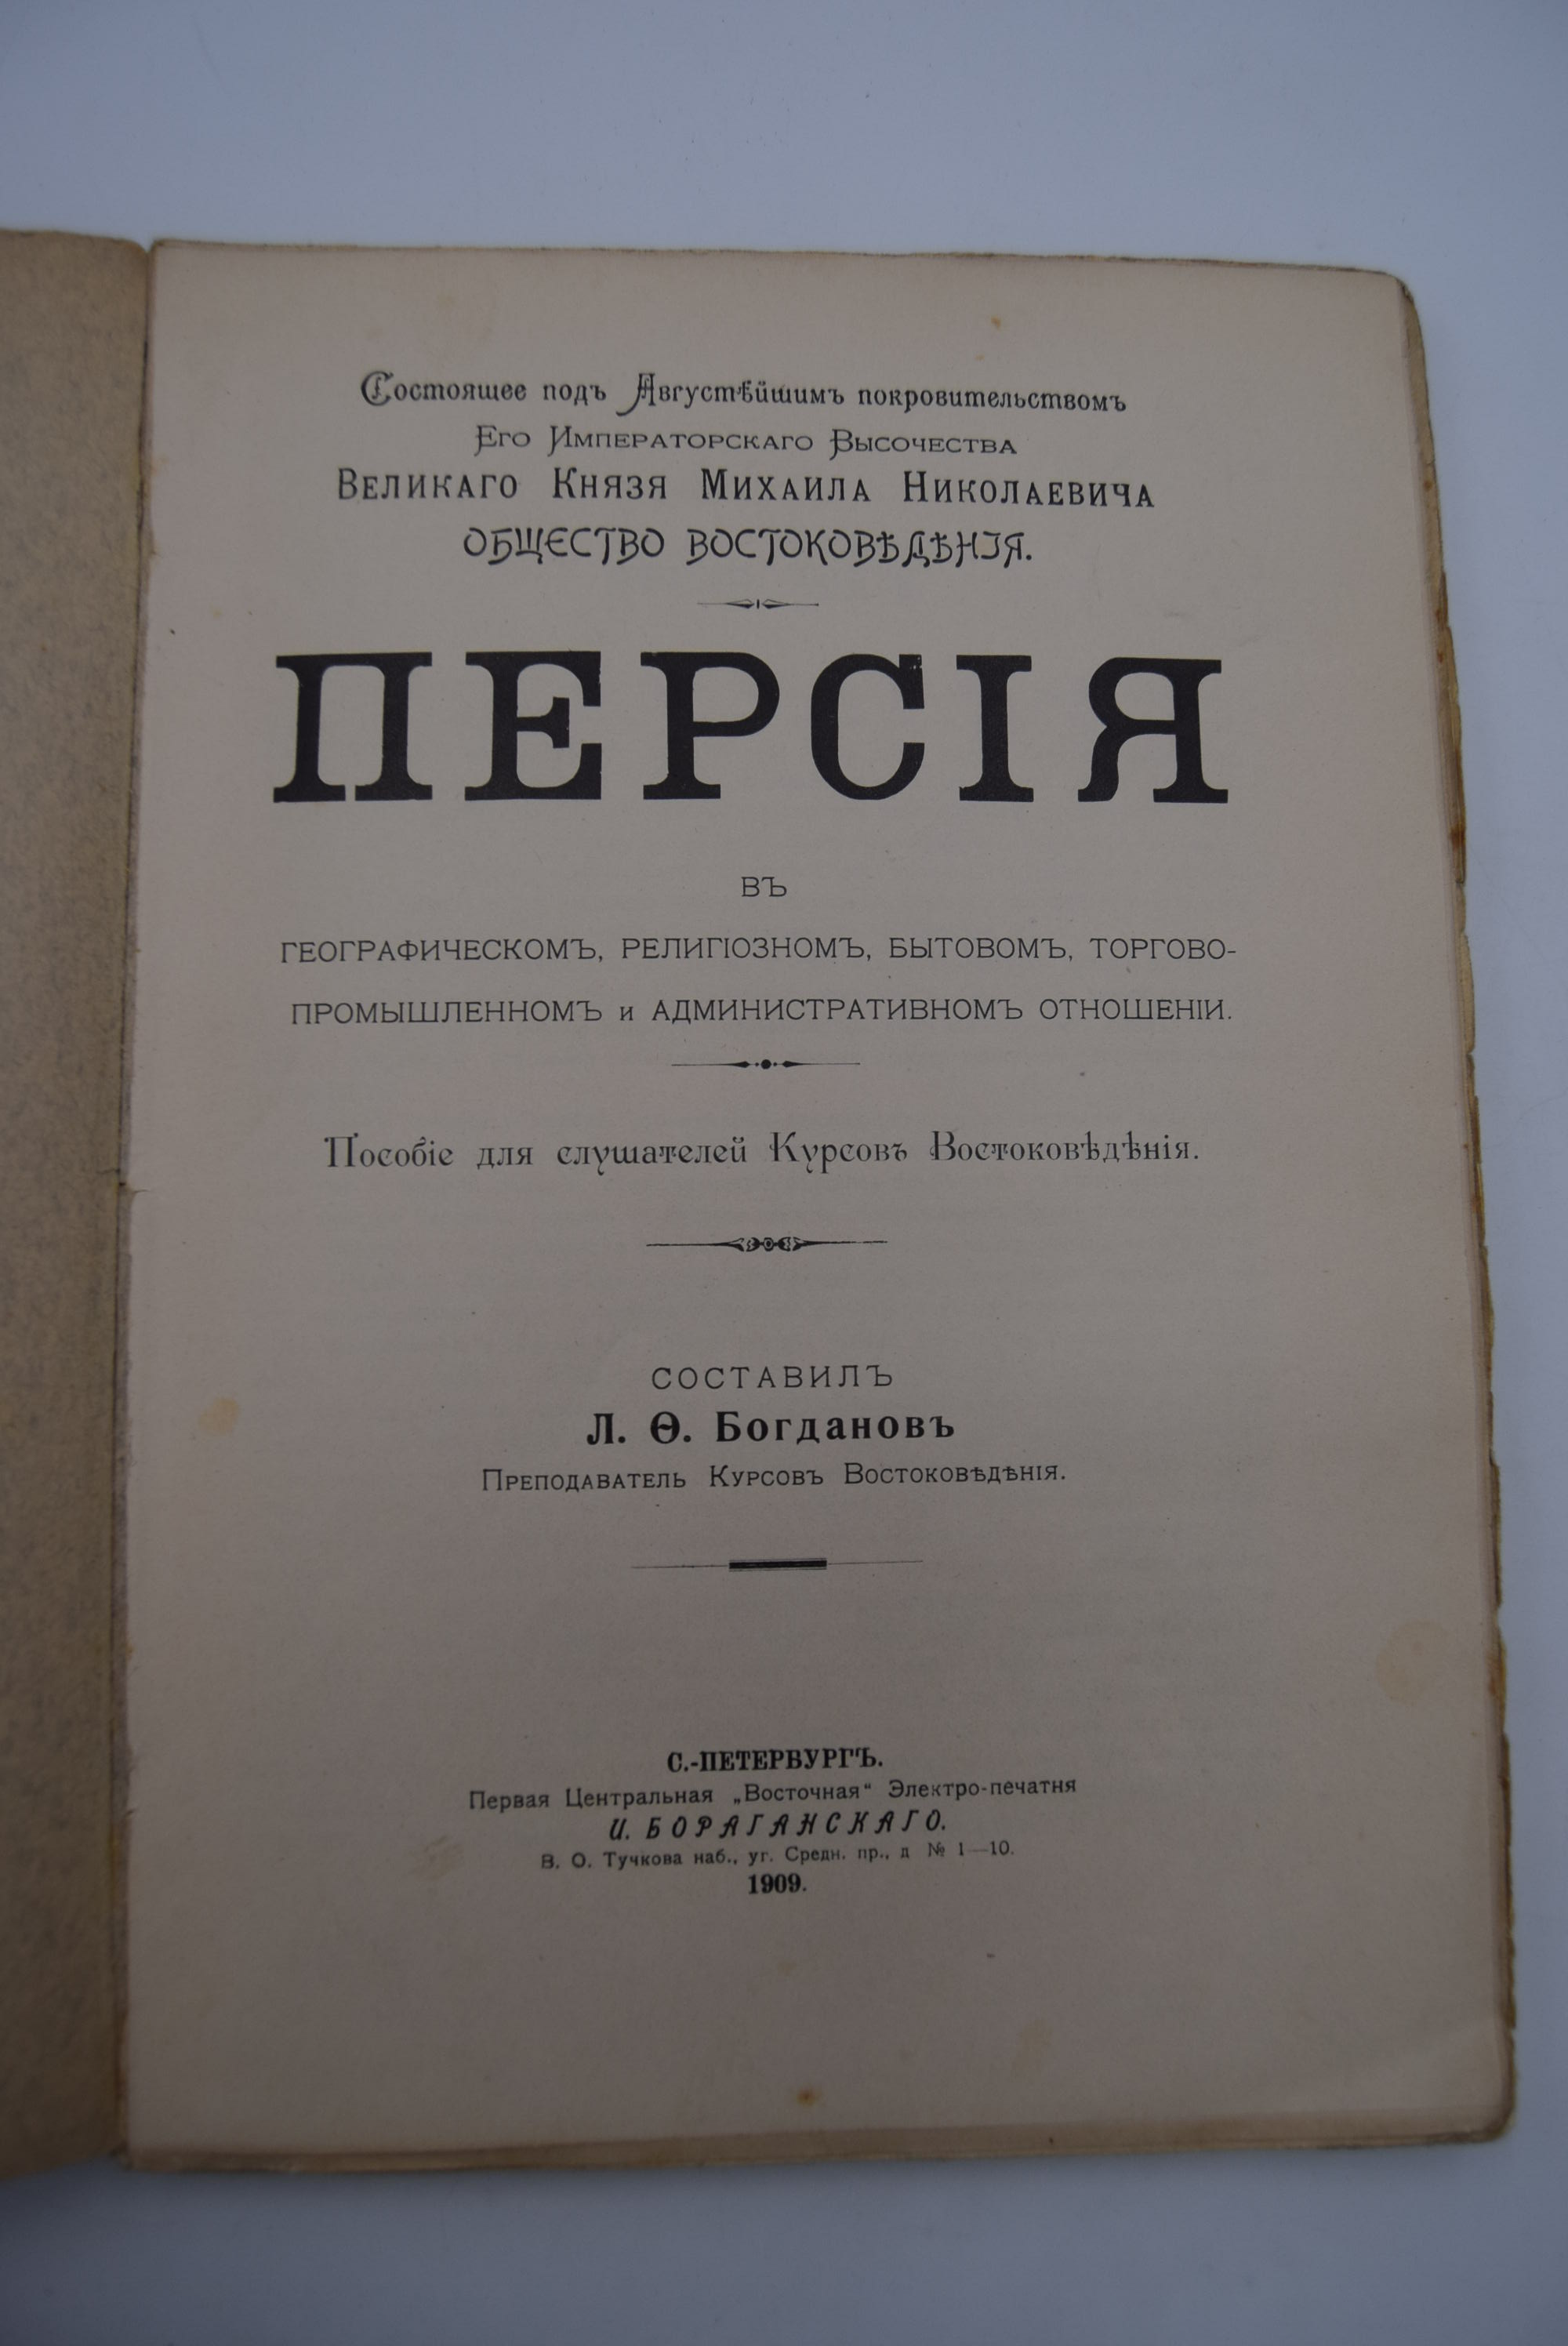 Состоящее подъ Августѣйшимъ покровительствомъ
Его Императорскаго Высочества
Великаго Князя Михаила Николаевича
ОБЩЕСТВО ВОСТОКОВѢДѢНІЯ.
ПЕРСІЯ
ВЪ
ГЕОГРАФИЧЕСКОМЪ, РЕЛИГІОЗНОМЪ, БЫТОВОМЪ, ТОРГОВО-
ПРОМЫШЛЕННОМЪ и АДМИНИСТРАТИВНОМЪ ОТНОШЕНІИ.
Пособіе для слушателей Курсовъ Востоковѣдѣнія.
СОСТАВИЛЪ
Л. Ѳ. Богдановъ
Преподаватель Курсовъ Востоковѣдѣнія.
С.-ПЕТЕРБУРГЪ.
Первая Центральная „Восточная“ Электро-печатня
И. БОРАГАНСКАГО.
В. О. Тучкова наб., уг. Средн. пр., д № 1—10.
1909.